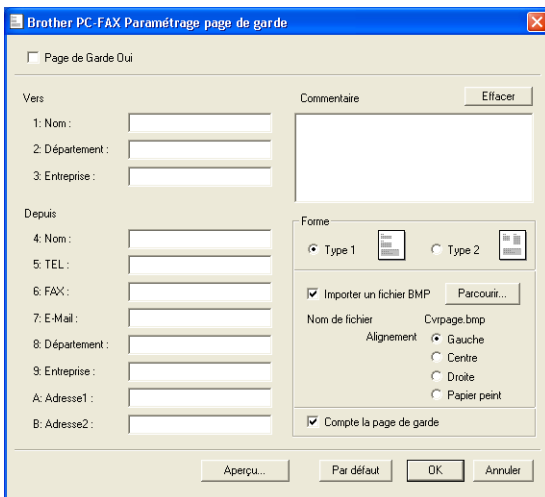 Brother PC-FAX Paramétrage page de garde
Page de Garde Oui
Vers
1: Nom :
2: Département :
3: Entreprise :
Depuis
4: Nom :
5: TEL :
6: FAX :
7: E-Mail :
8: Département :
9: Entreprise :
A: Adresse1 :
B: Adresse2 :
Commentaire
Effacer
Forme
Type 1
Type 2
Importer un fichier BMP
Parcourir...
Nom de fichier
Cvrpage.bmp
Alignement
Gauche
Centre
Droite
Papier peint
Compte la page de garde
Aperçu...
Par défaut
OK
Annuler